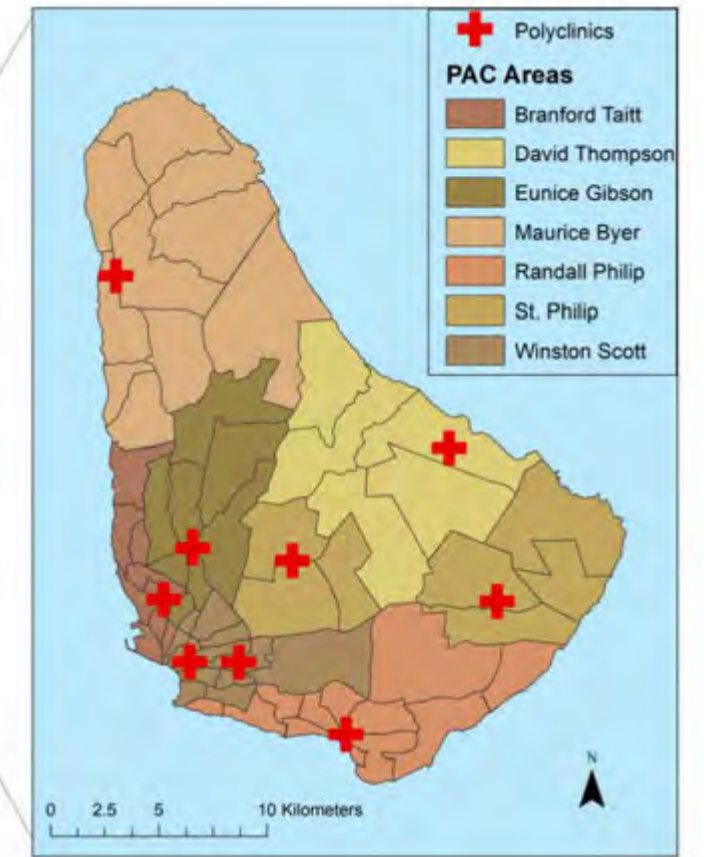 Polyclinics
PAC Areas
Branford Taitt
David Thompson
Eunice Gibson
Maurice Byer
Randall Philip
St. Philip
Winston Scott
N
0 2.5 5 10 Kilometers